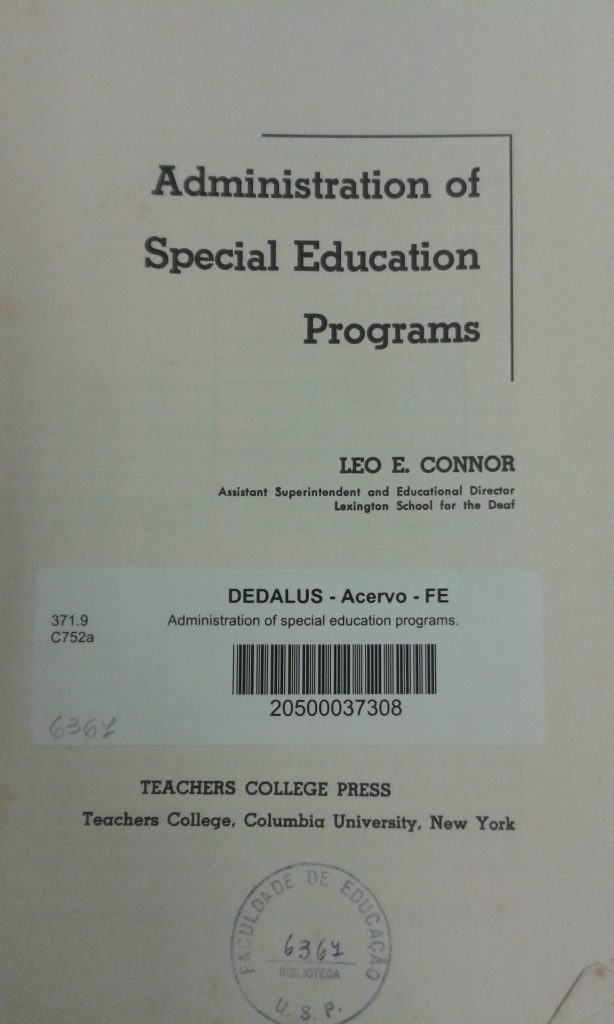 Administration of
Special Education
Programs
LEO E. CONNOR
Assistant Superintendent and Educational Director
Lexington School for the Deaf
DEDALUS - Acervo - FE
371.9
C752a
Administration of special education programs.
20500037308
6367
TEACHERS COLLEGE PRESS
Teachers College, Columbia University, New York
FACULDADE DE EDUCAÇÃO
6367
BIBLIOTECA
U. S. P.